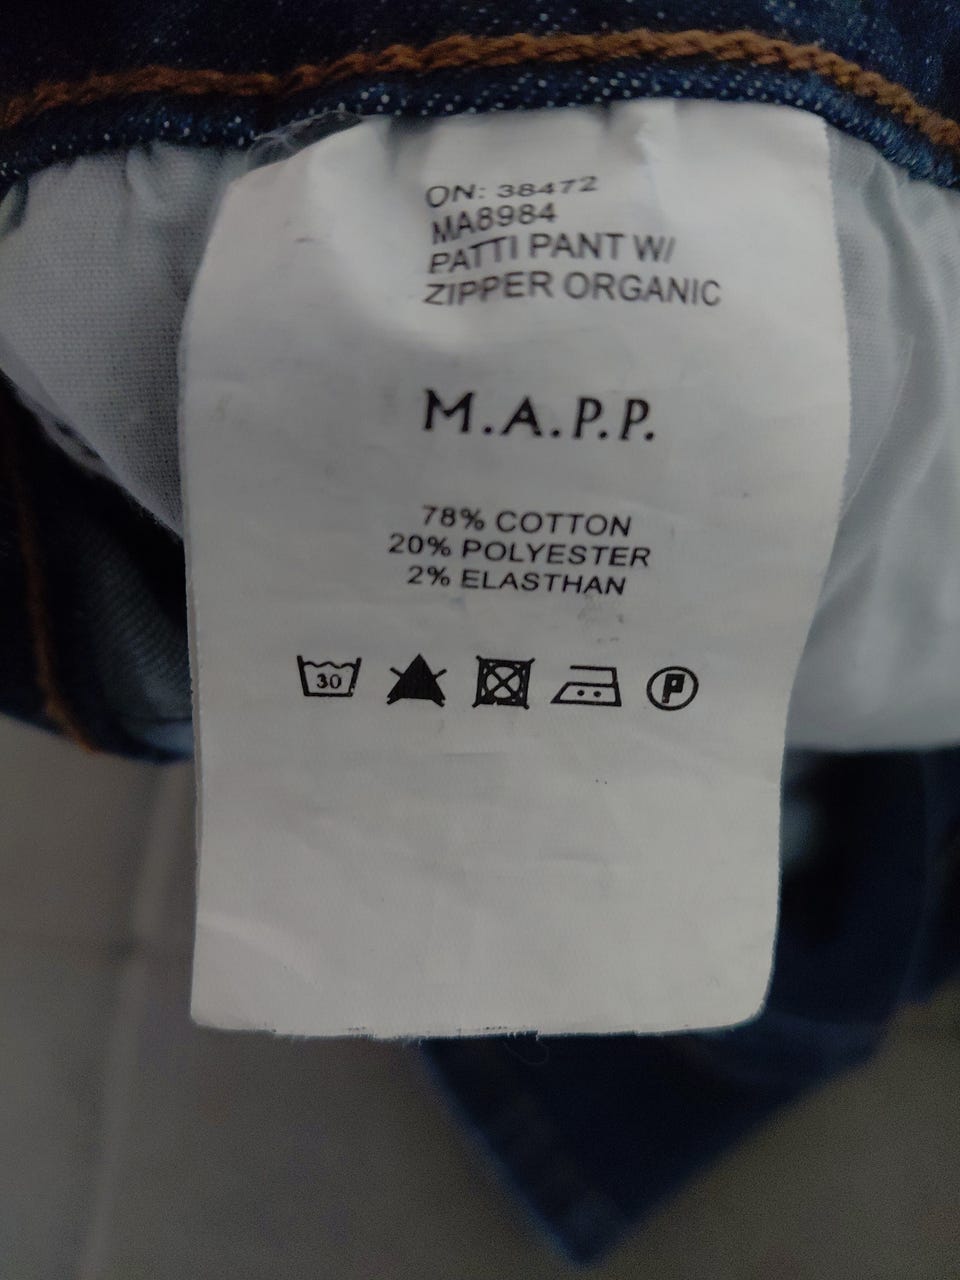 ON: 38472
MA8984
PATTI PANT W/
ZIPPER ORGANIC
M.A.P.P.
78% COTTON
20% POLYESTER
2% ELASTHAN
30 P